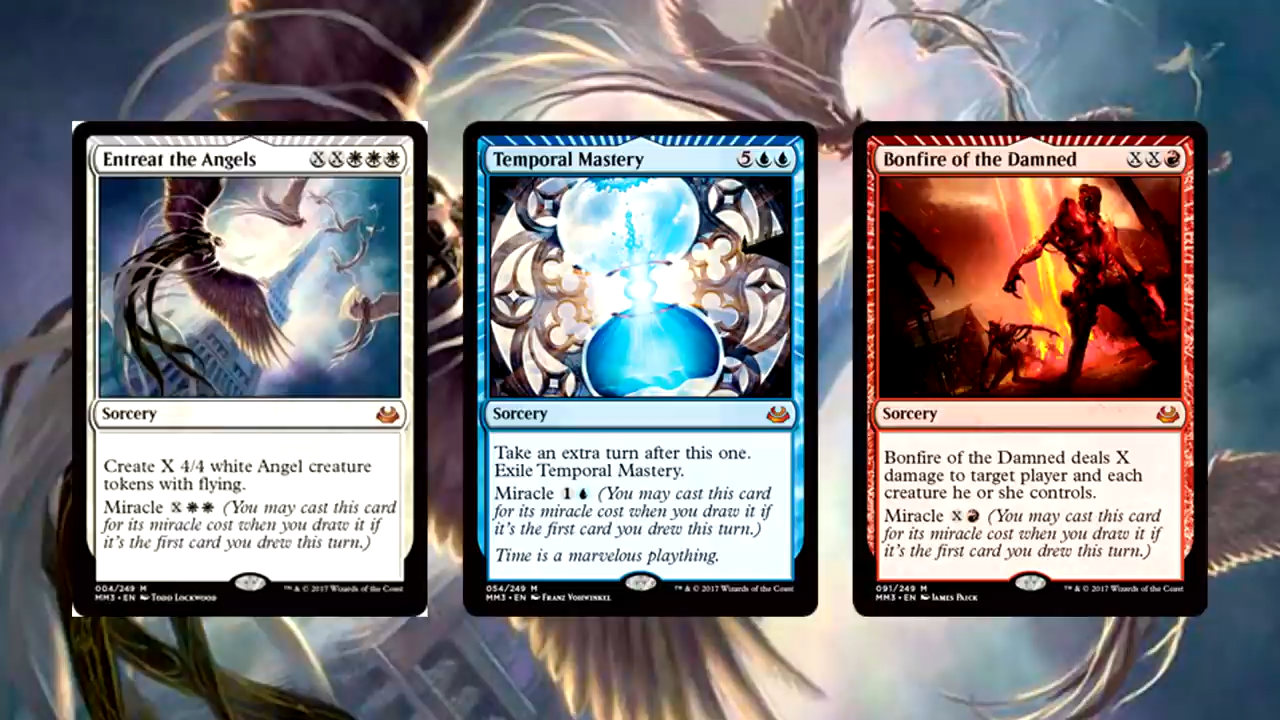 Entreat the Angels XX
Sorcery
Create X 4/4 white Angel creature
tokens with flying.
Miracle X (You may cast this card
for its miracle cost when you draw it if
it's the first card you drew this turn.)
004/249 M
™ & © 2017 Wizards of the Coast
MM3 • EN Todd Lockwood
Temporal Mastery 5
Sorcery
Take an extra turn after this one.
Exile Temporal Mastery.
Miracle 1 (You may cast this card
for its miracle cost when you draw it if
it's the first card you drew this turn.)
Time is a marvelous plaything.
054/249 M
™ & © 2017 Wizards of the Coast
MM3 • EN Franz Vohwinkel
Bonfire of the Damned XX
Sorcery
Bonfire of the Damned deals X
damage to target player and each
creature he or she controls.
Miracle X (You may cast this card
for its miracle cost when you draw it if
it's the first card you drew this turn.)
091/249 M
™ & © 2017 Wizards of the Coast
MM3 • EN James Paick